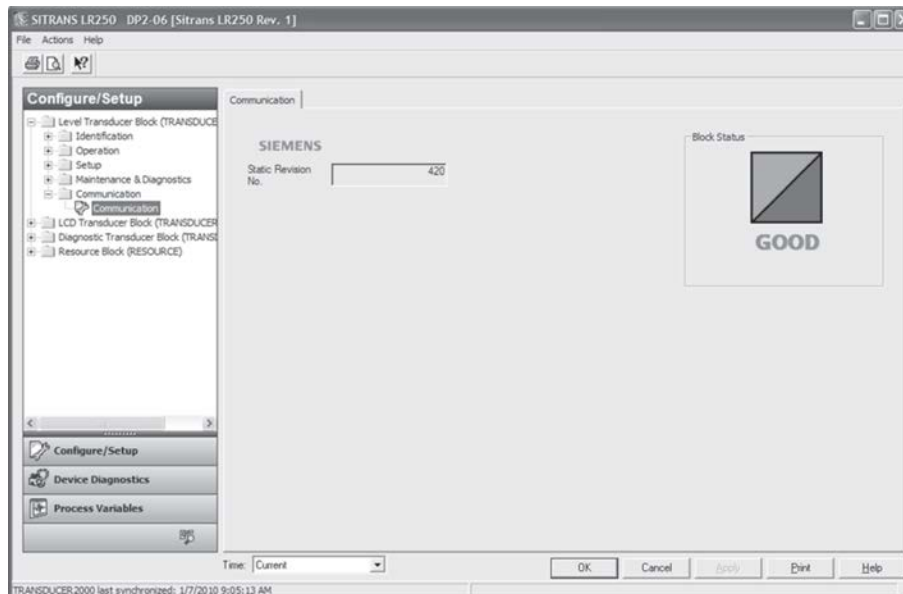 SITRANS LR250 DP2-06 [Sitrans LR250 Rev. 1]
File Actions Help
Configure/Setup
Level Transducer Block (TRANSDUCE
Identification
Operation
Setup
Maintenance & Diagnostics
Communication
Communication
LCD Transducer Block (TRANSDUCER
Diagnostic Transducer Block (TRANS
Resource Block (RESOURCE)
Configure/Setup
Device Diagnostics
Process Variables
Communication
SIEMENS
Static Revision
No.
420
Block Status
GOOD
Time: Current
OK Cancel Apply Print Help
TRANSDUCER2000 last synchronized: 1/7/2010 9:05:13 AM